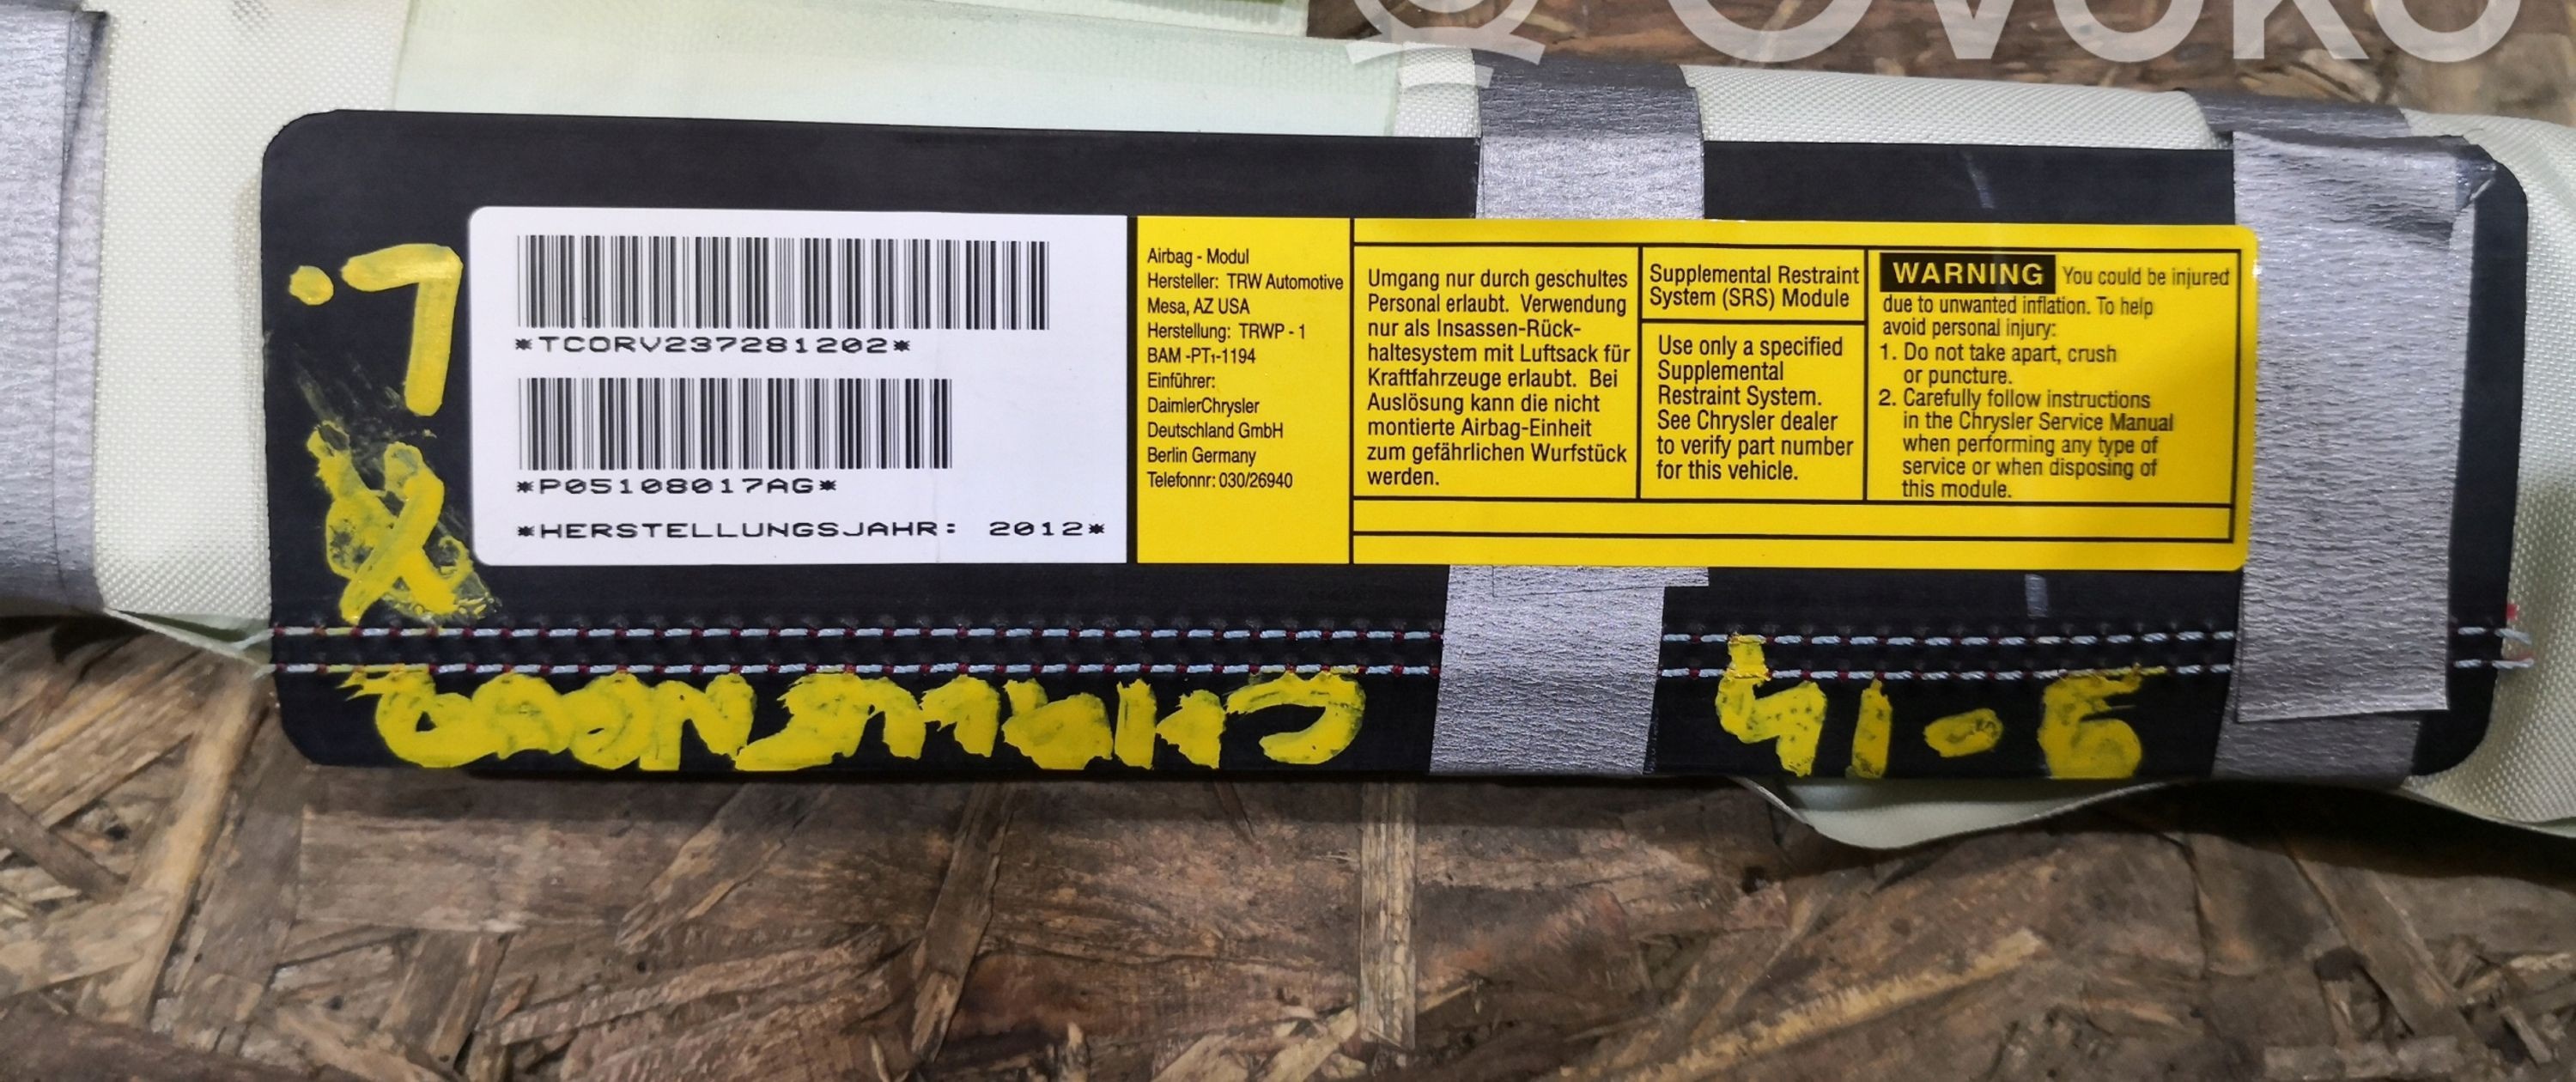 OVOKO
*TCORV237281202*
*P05108017AG*
*HERSTELLUNGSJAHR: 2012*
Airbag - Modul
Hersteller: TRW Automotive
Mesa, AZ USA
Herstellung: TRWP - 1
BAM -PT₁-1194
Einführer:
DaimlerChrysler
Deutschland GmbH
Berlin Germany
Telefonnr: 030/26940
Umgang nur durch geschultes
Personal erlaubt. Verwendung
nur als Insassen-Rück-
haltesystem mit Luftsack für
Kraftfahrzeuge erlaubt. Bei
Auslösung kann die nicht
montierte Airbag-Einheit
zum gefährlichen Wurfstück
werden.
Supplemental Restraint
System (SRS) Module
Use only a specified
Supplemental
Restraint System.
See Chrysler dealer
to verify part number
for this vehicle.
WARNING You could be injured
due to unwanted inflation. To help
avoid personal injury:
1. Do not take apart, crush
or puncture.
2. Carefully follow instructions
in the Chrysler Service Manual
when performing any type of
service or when disposing of
this module.
L.